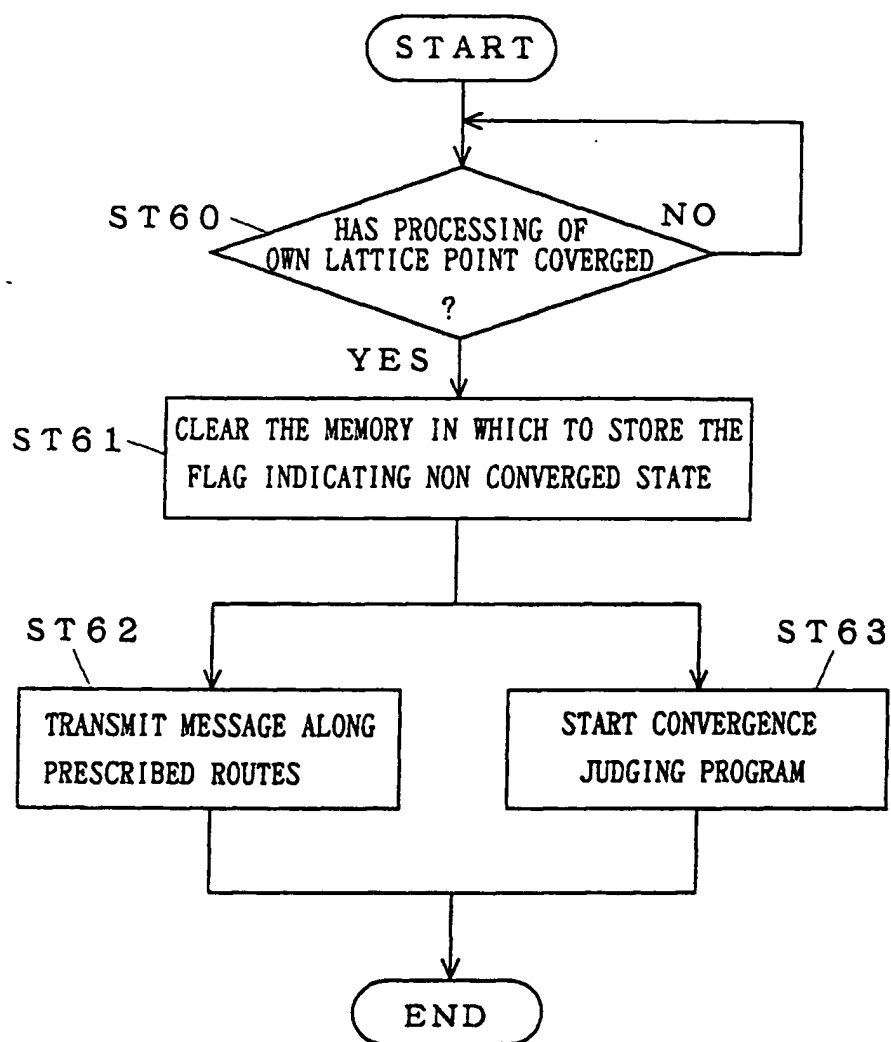 START
ST60
HAS PROCESSING OF
NO
OWN LATTICE POINT COVERGED
?
YES
ST61
CLEAR THE MEMORY IN WHICH TO STORE THE
FLAG INDICATING NON CONVERGED STATE
ST62
ST63
TRANSMIT MESSAGE ALONG
PRESCRIBED ROUTES
START CONVERGENCE
JUDGING PROGRAM
END